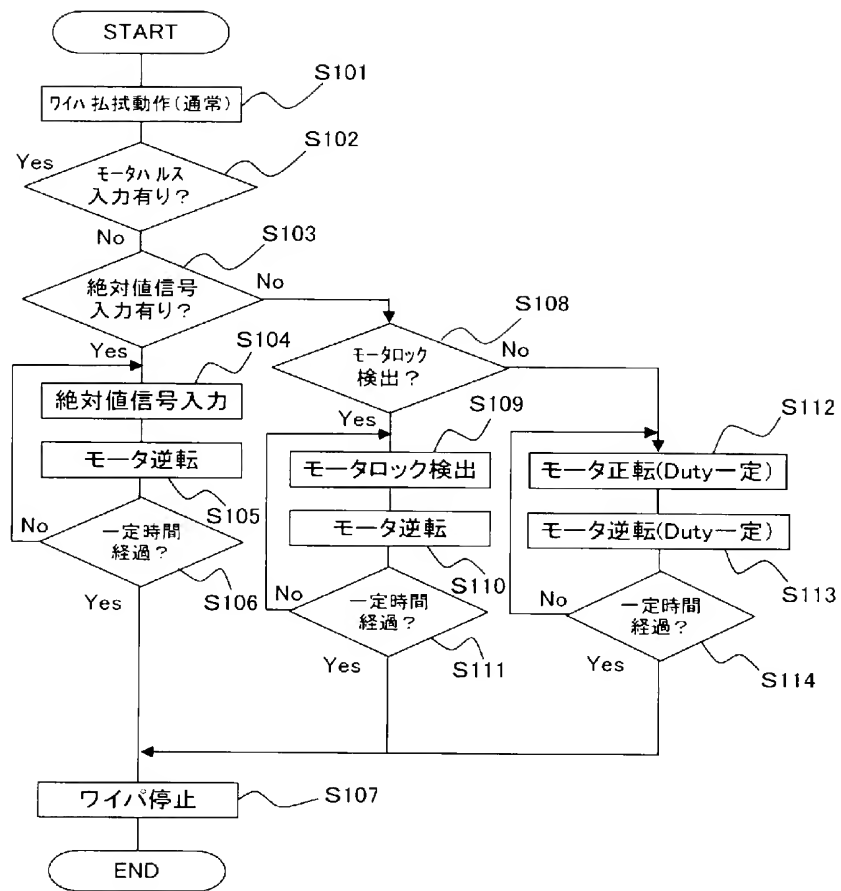 START
S101
ワイハ 払拭動作(通常)
S102
Yes
モータハ ルス
入力有り?
No
S103
絶対値信号
入力有り?
No
Yes
S104
絶対値信号入力
モータ逆転
S105
No
一定時間
経過?
S106
Yes
S108
モータロック
検出?
No
Yes
S109
モータロック検出
モータ逆転
S110
No
一定時間
経過?
S111
Yes
S112
モータ正転(Duty一定)
モータ逆転(Duty一定)
S113
No
一定時間
経過?
S114
Yes
ワイパ停止
S107
END